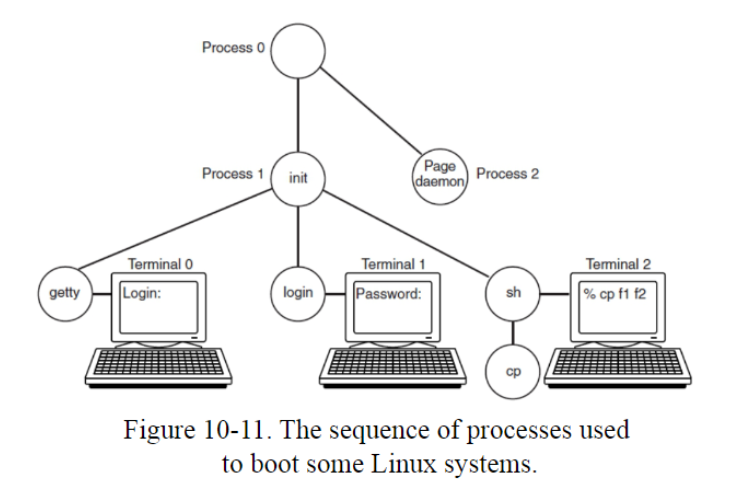 Process 0
Process 1
init
Page
daemon
Process 2
Terminal 0
Terminal 1
Terminal 2
getty
Login:
login
Password:
sh
% cp f1 f2
cp
Figure 10-11. The sequence of processes used
to boot some Linux systems.